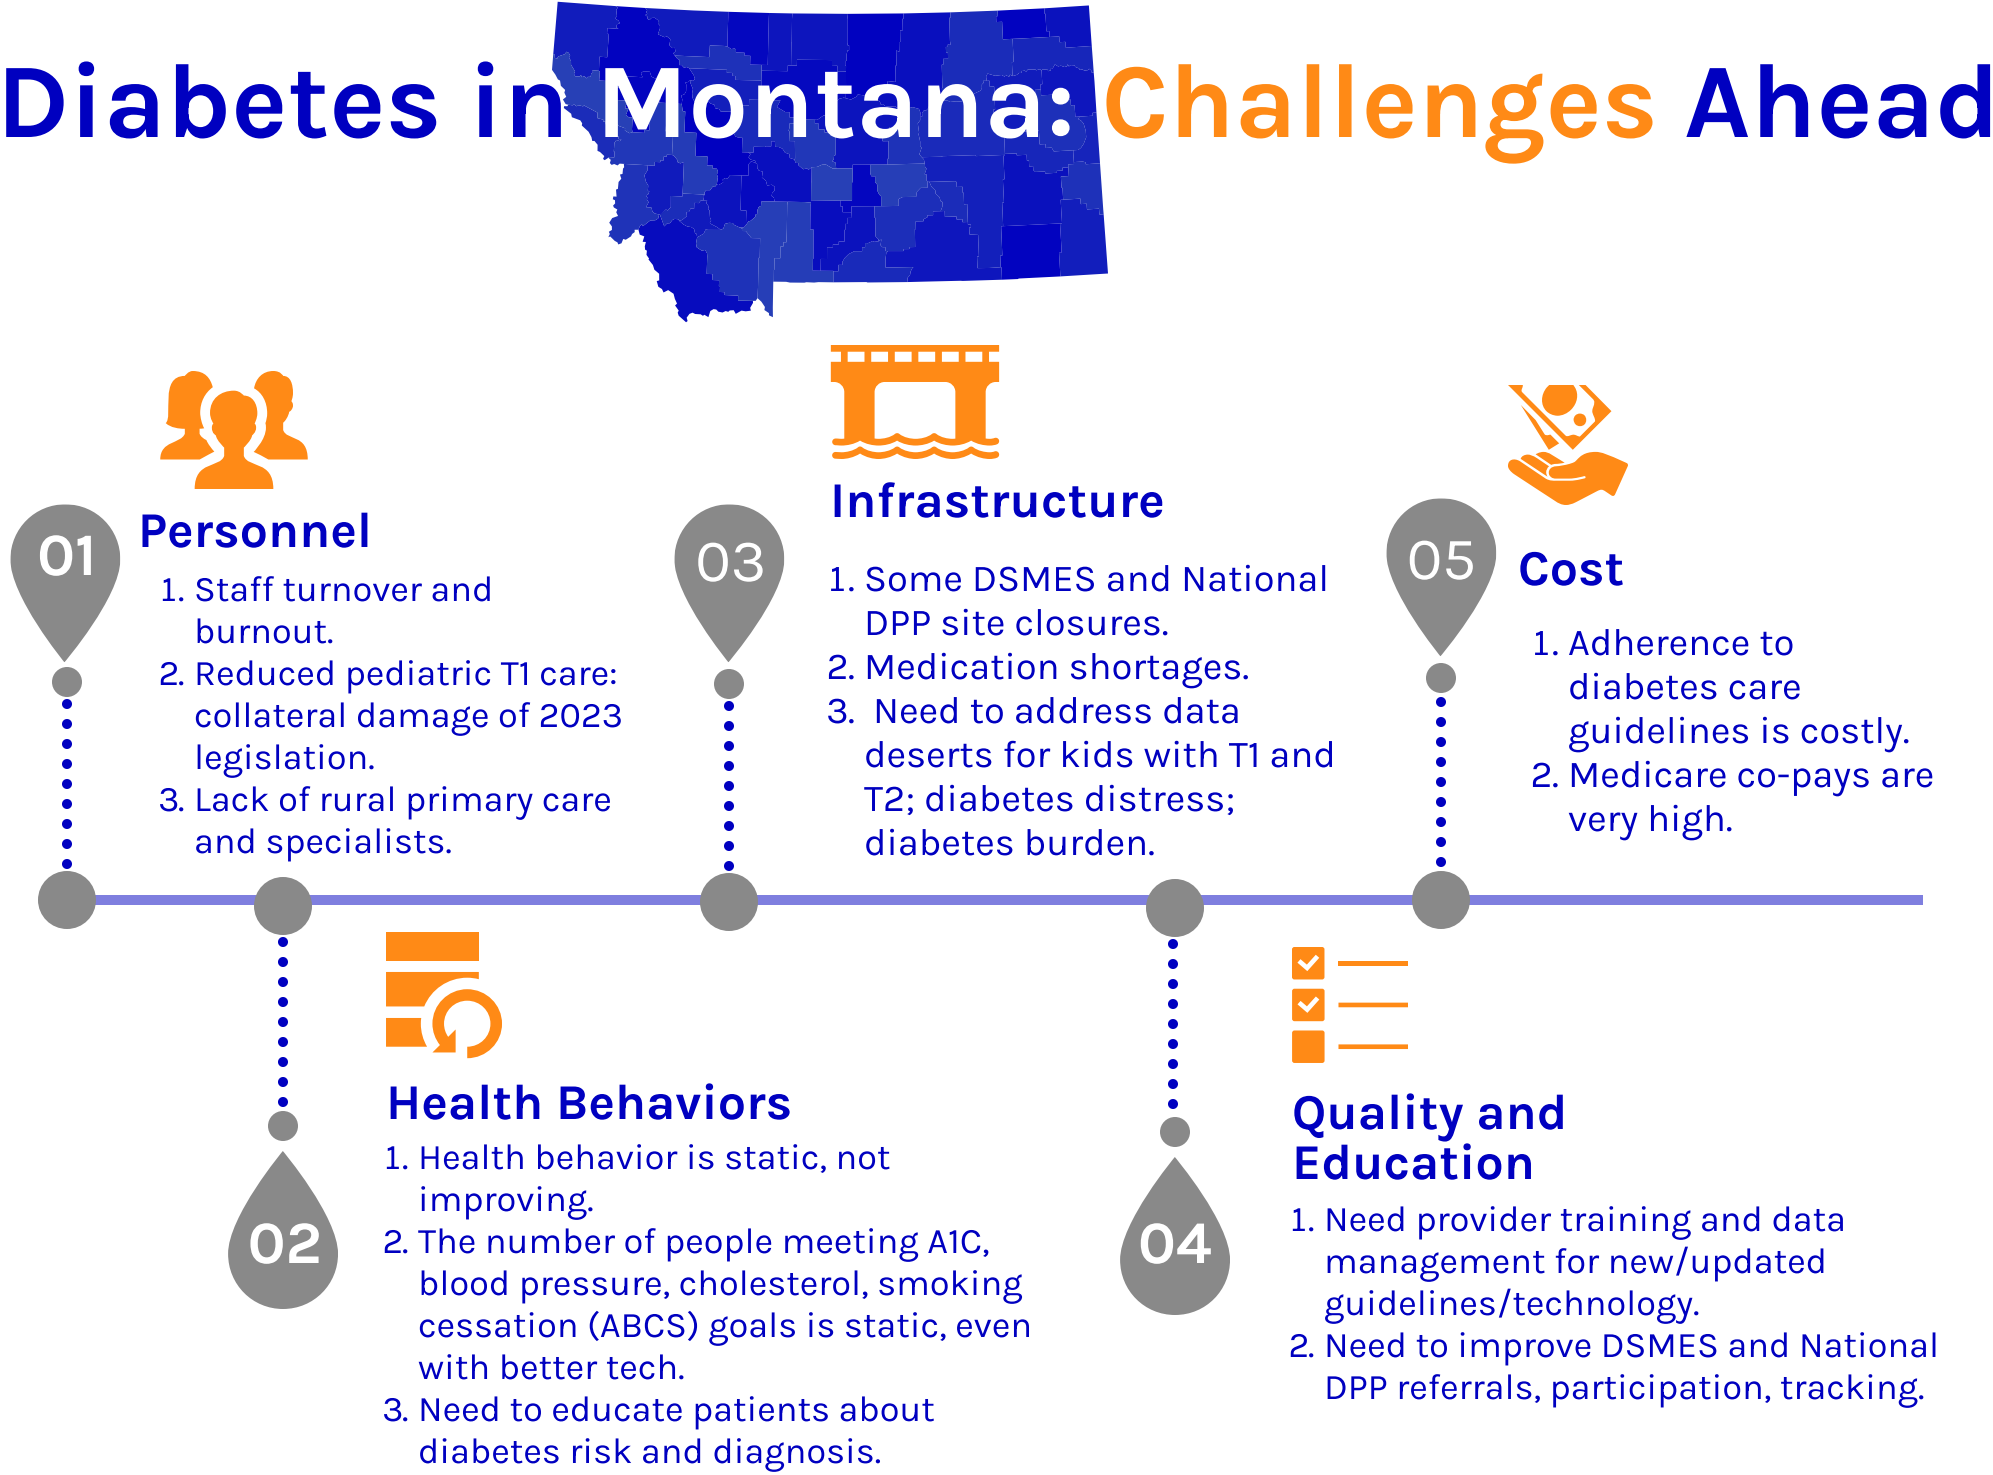 Diabetes in Montana: Challenges Ahead
01
Personnel
1. Staff turnover and
burnout.
2. Reduced pediatric T1 care:
collateral damage of 2023
legislation.
3. Lack of rural primary care
and specialists.
02
Health Behaviors
1. Health behavior is static, not
improving.
2. The number of people meeting A1C,
blood pressure, cholesterol, smoking
cessation (ABCS) goals is static, even
with better tech.
3. Need to educate patients about
diabetes risk and diagnosis.
03
Infrastructure
1. Some DSMES and National
DPP site closures.
2. Medication shortages.
3. Need to address data
deserts for kids with T1 and
T2; diabetes distress;
diabetes burden.
04
Quality and
Education
1. Need provider training and data
management for new/updated
guidelines/technology.
2. Need to improve DSMES and National
DPP referrals, participation, tracking.
05
Cost
1. Adherence to
diabetes care
guidelines is costly.
2. Medicare co-pays are
very high.